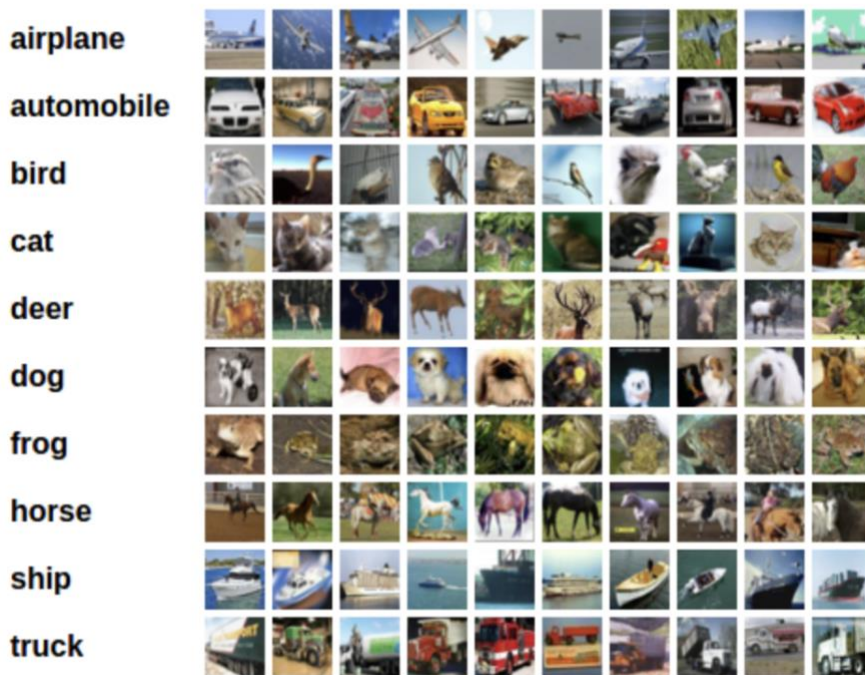 airplane
automobile
bird
cat
deer
dog
frog
horse
ship
truck